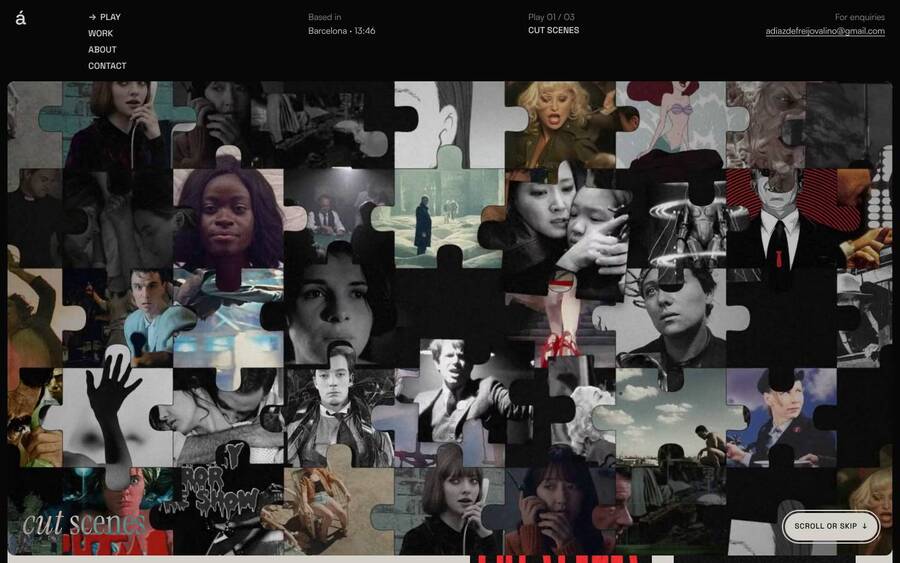 á
→ PLAY
WORK
ABOUT
CONTACT
Based in
Barcelona • 13:46
Play 01 / 03
CUT SCENES
For enquiries
adiazdefreijovalino@gmail.com
SHOW
cut scenes
SCROLL OR SKIP ↓